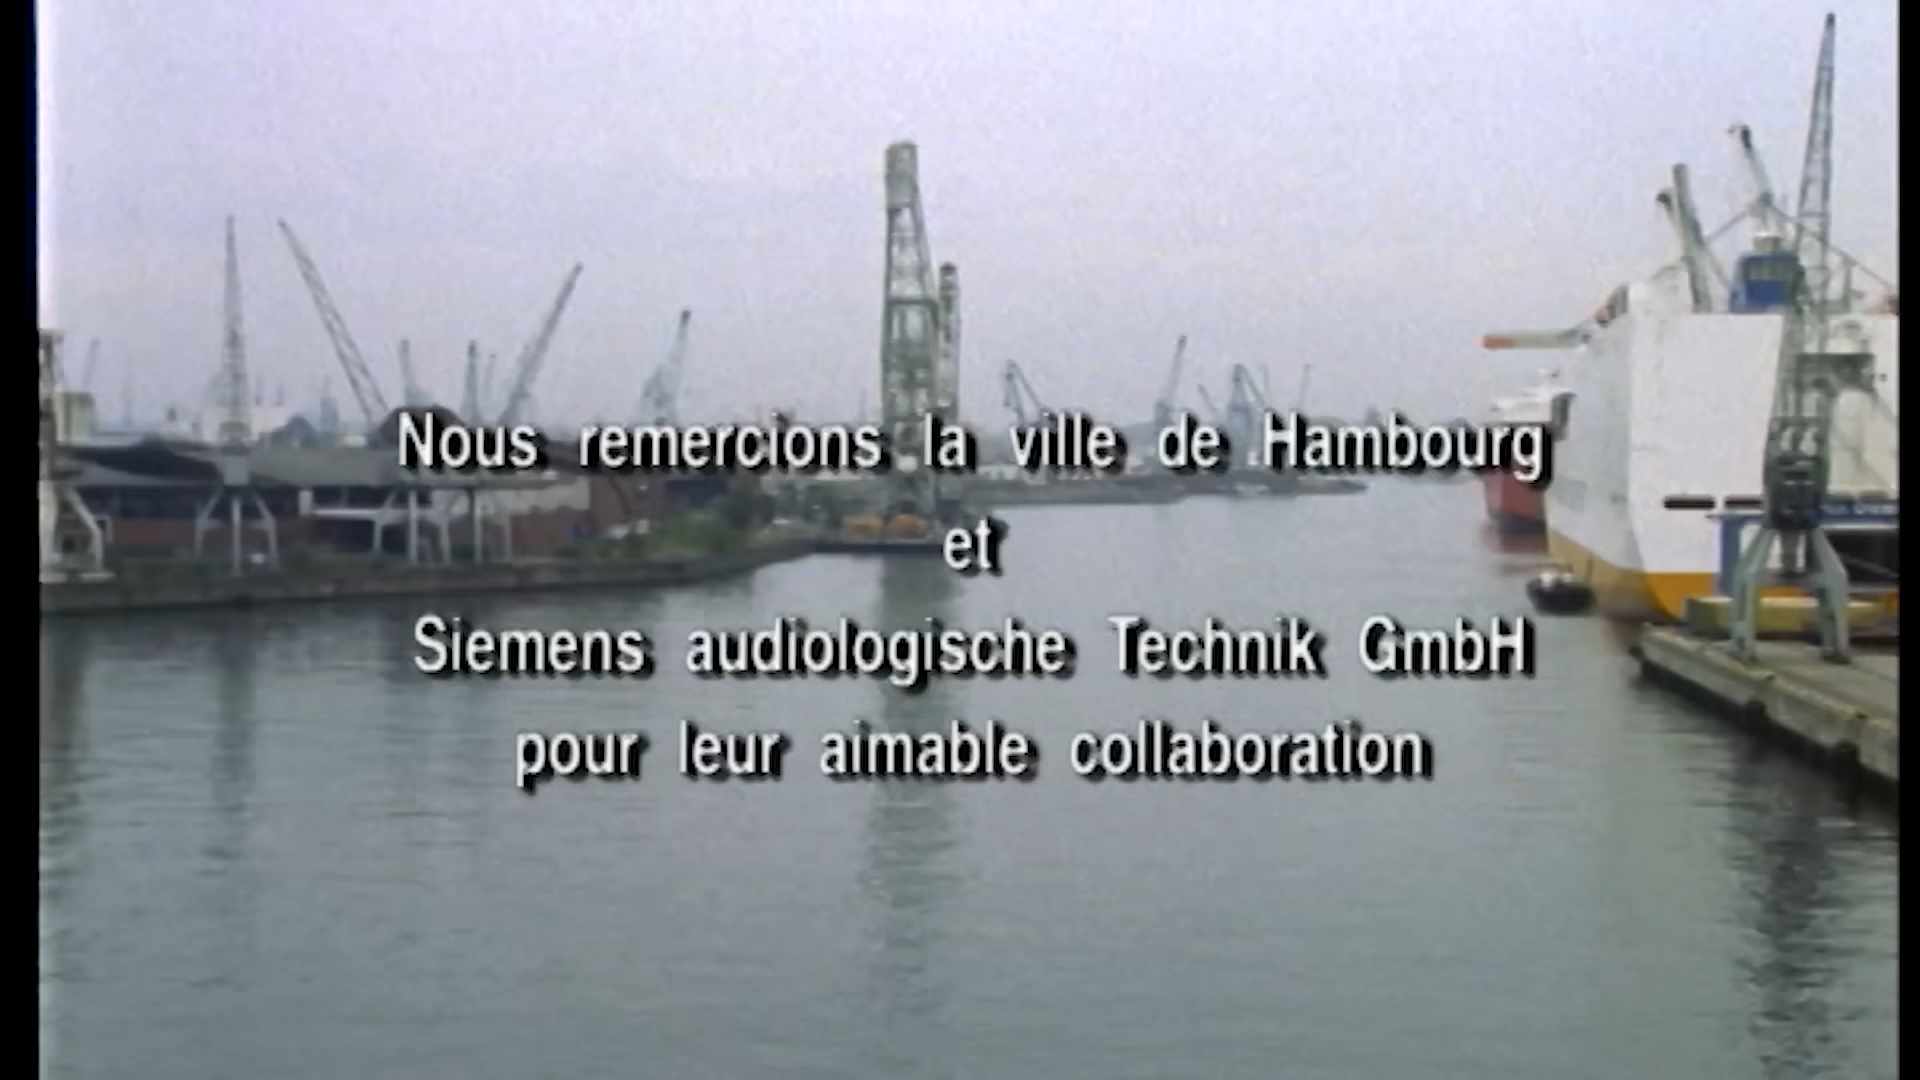 Nous remercions la ville de Hambourg
et
Siemens audiologische Technik GmbH
pour leur aimable collaboration